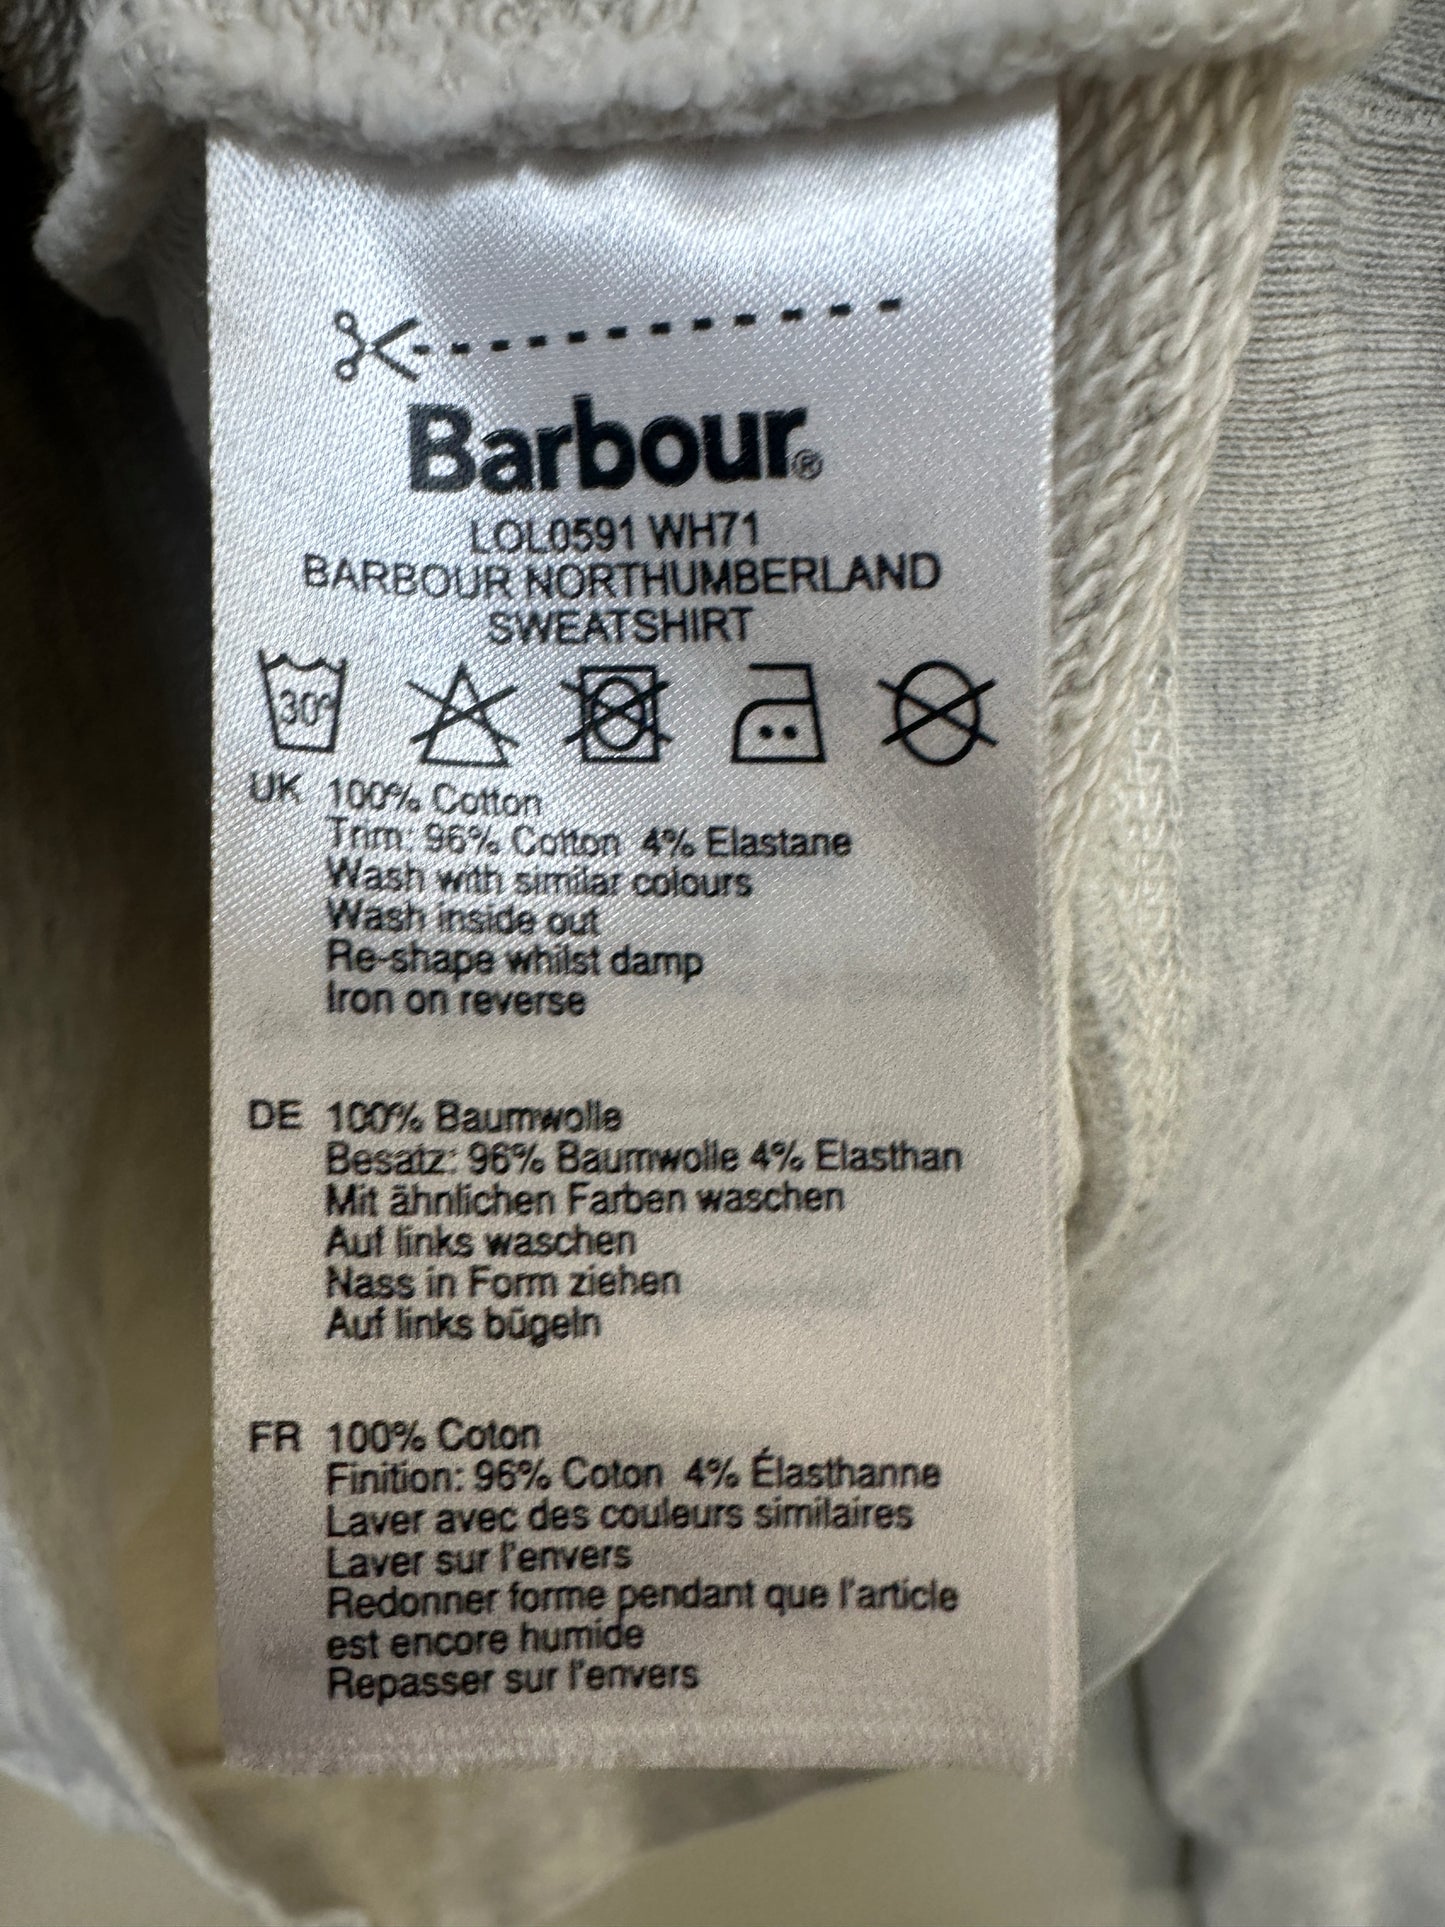 Barbour®
LOL0591 WH71
BARBOUR NORTHUMBERLAND
SWEATSHIRT
30°
UK 100% Cotton
Trim: 96% Cotton 4% Elastane
Wash with similar colours
Wash inside out
Re-shape whilst damp
Iron on reverse
DE 100% Baumwolle
Besatz: 96% Baumwolle 4% Elasthan
Mit ähnlichen Farben waschen
Auf links waschen
Nass in Form ziehen
Auf links bügeln
FR 100% Coton
Finition: 96% Coton 4% Élasthanne
Laver avec des couleurs similaires
Laver sur l'envers
Redonner forme pendant que l'article
est encore humide
Repasser sur l'envers